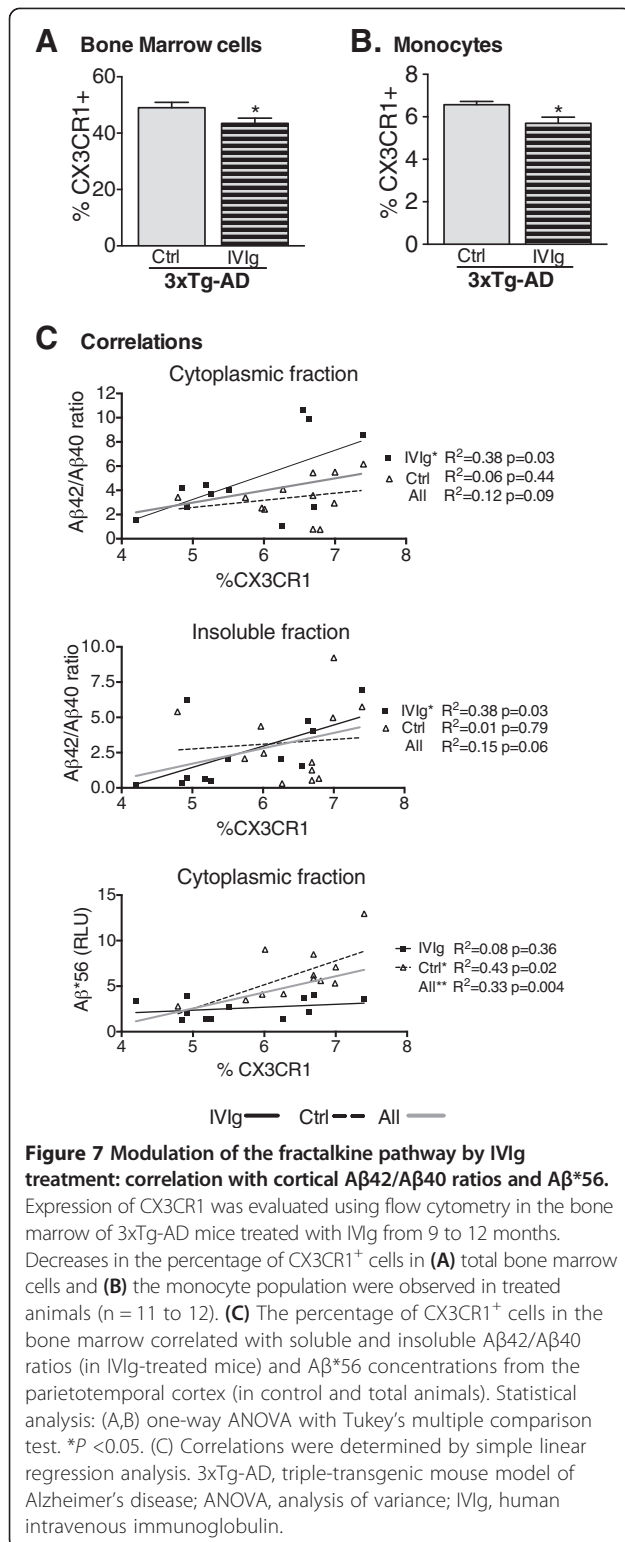 A Bone Marrow cells
60
40
20
0
% CX3CR1+
*
Ctrl IVIg
3xTg-AD
B. Monocytes
8
6
4
2
0
% CX3CR1+
*
Ctrl IVIg
3xTg-AD
C Correlations
Cytoplasmic fraction
Aβ42/Aβ40 ratio
12
10
8
6
4
2
0
4 5 6 7 8
%CX3CR1
IVIg* R²=0.38 p=0.03
Ctrl R²=0.06 p=0.44
All R²=0.12 p=0.09
Insoluble fraction
Aβ42/Aβ40 ratio
10.0
7.5
5.0
2.5
0.0
4 5 6 7 8
%CX3CR1
IVIg* R²=0.38 p=0.03
Ctrl R²=0.01 p=0.79
All R²=0.15 p=0.06
Cytoplasmic fraction
Aβ*56 (RLU)
15
10
5
0
4 5 6 7 8
% CX3CR1
IVIg R²=0.08 p=0.36
Ctrl* R²=0.43 p=0.02
All** R²=0.33 p=0.004
IVIg Ctrl All
Figure 7 Modulation of the fractalkine pathway by IVIg
treatment: correlation with cortical Aβ42/Aβ40 ratios and Aβ*56.
Expression of CX3CR1 was evaluated using flow cytometry in the bone
marrow of 3xTg-AD mice treated with IVIg from 9 to 12 months.
Decreases in the percentage of CX3CR1⁺ cells in (A) total bone marrow
cells and (B) the monocyte population were observed in treated
animals (n = 11 to 12). (C) The percentage of CX3CR1⁺ cells in the
bone marrow correlated with soluble and insoluble Aβ42/Aβ40
ratios (in IVIg-treated mice) and Aβ*56 concentrations from the
parietotemporal cortex (in control and total animals). Statistical
analysis: (A,B) one-way ANOVA with Tukey's multiple comparison
test. *P <0.05. (C) Correlations were determined by simple linear
regression analysis. 3xTg-AD, triple-transgenic mouse model of
Alzheimer's disease; ANOVA, analysis of variance; IVIg, human
intravenous immunoglobulin.